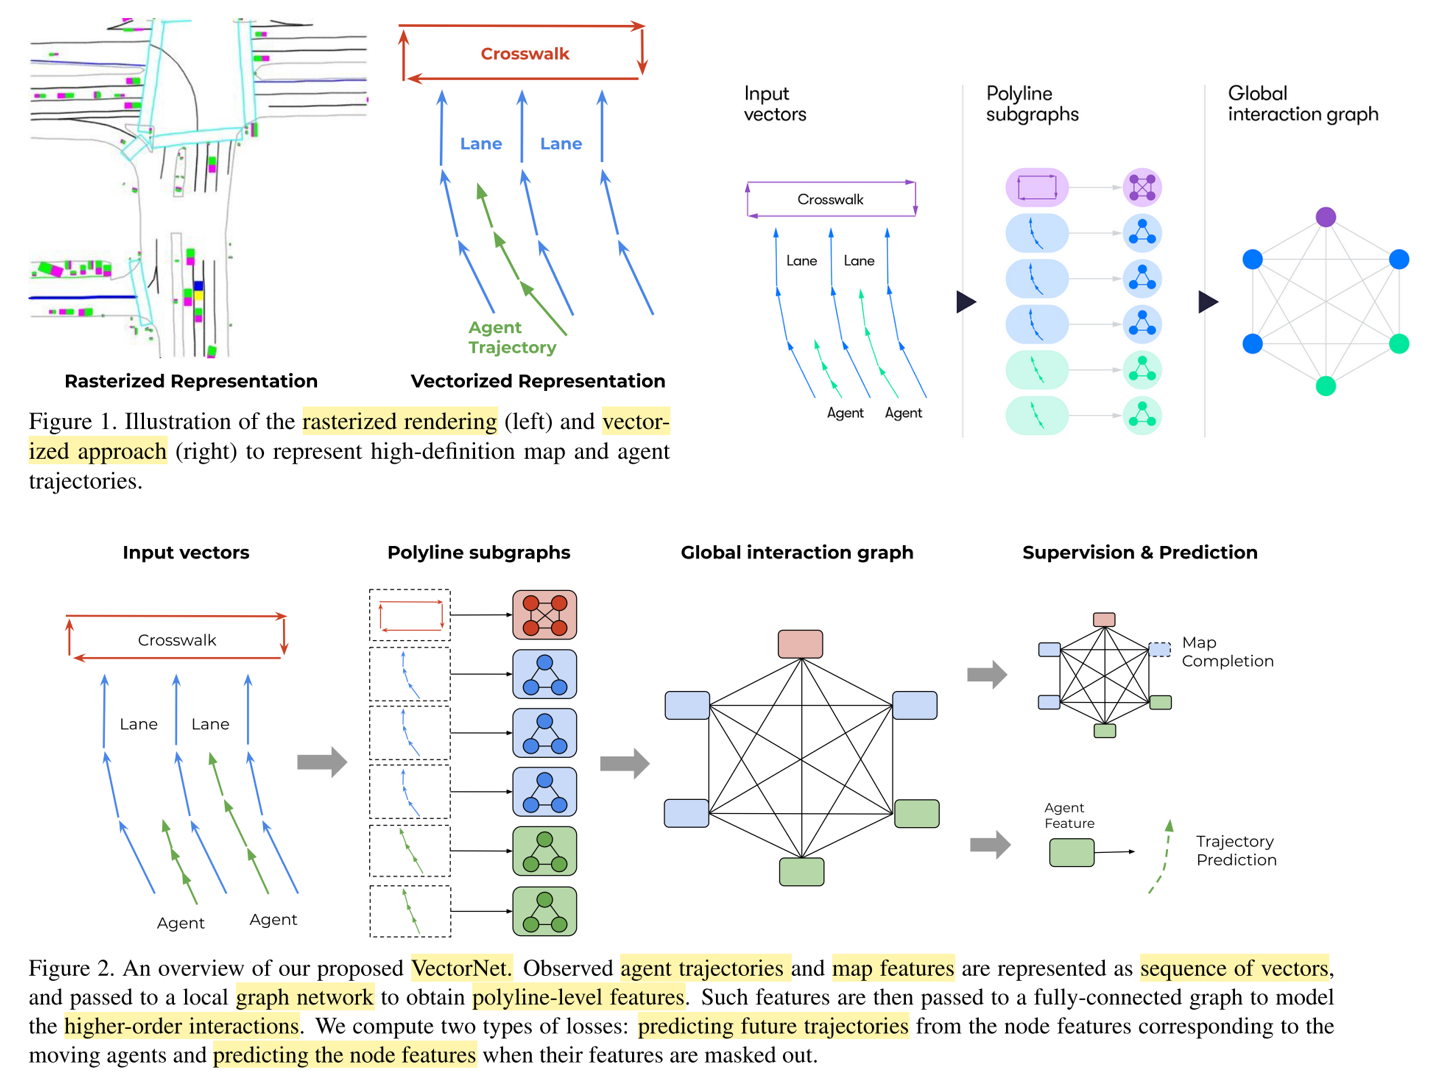 Crosswalk
Lane
Lane
Agent
Trajectory
Rasterized Representation
Vectorized Representation
Figure 1. Illustration of the rasterized rendering (left) and vector-
ized approach (right) to represent high-definition map and agent
trajectories.
Input
vectors
Polyline
subgraphs
Global
interaction graph
Crosswalk
Lane
Lane
Agent
Agent
Input vectors
Polyline subgraphs
Global interaction graph
Supervision & Prediction
Crosswalk
Lane
Lane
Agent
Agent
Map
Completion
Agent
Feature
Trajectory
Prediction
Figure 2. An overview of our proposed VectorNet. Observed agent trajectories and map features are represented as sequence of vectors,
and passed to a local graph network to obtain polyline-level features. Such features are then passed to a fully-connected graph to model
the higher-order interactions. We compute two types of losses: predicting future trajectories from the node features corresponding to the
moving agents and predicting the node features when their features are masked out.